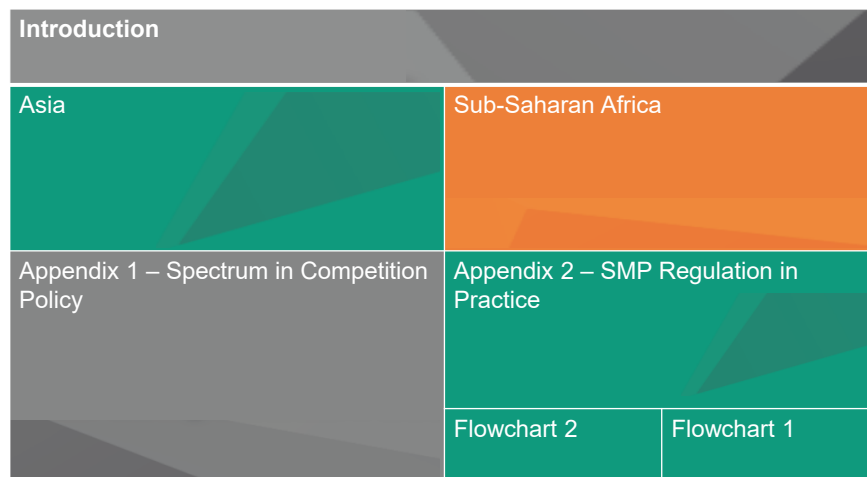 Introduction
Asia
Sub-Saharan Africa
Appendix 1 – Spectrum in Competition
Policy
Appendix 2 – SMP Regulation in
Practice
Flowchart 2
Flowchart 1